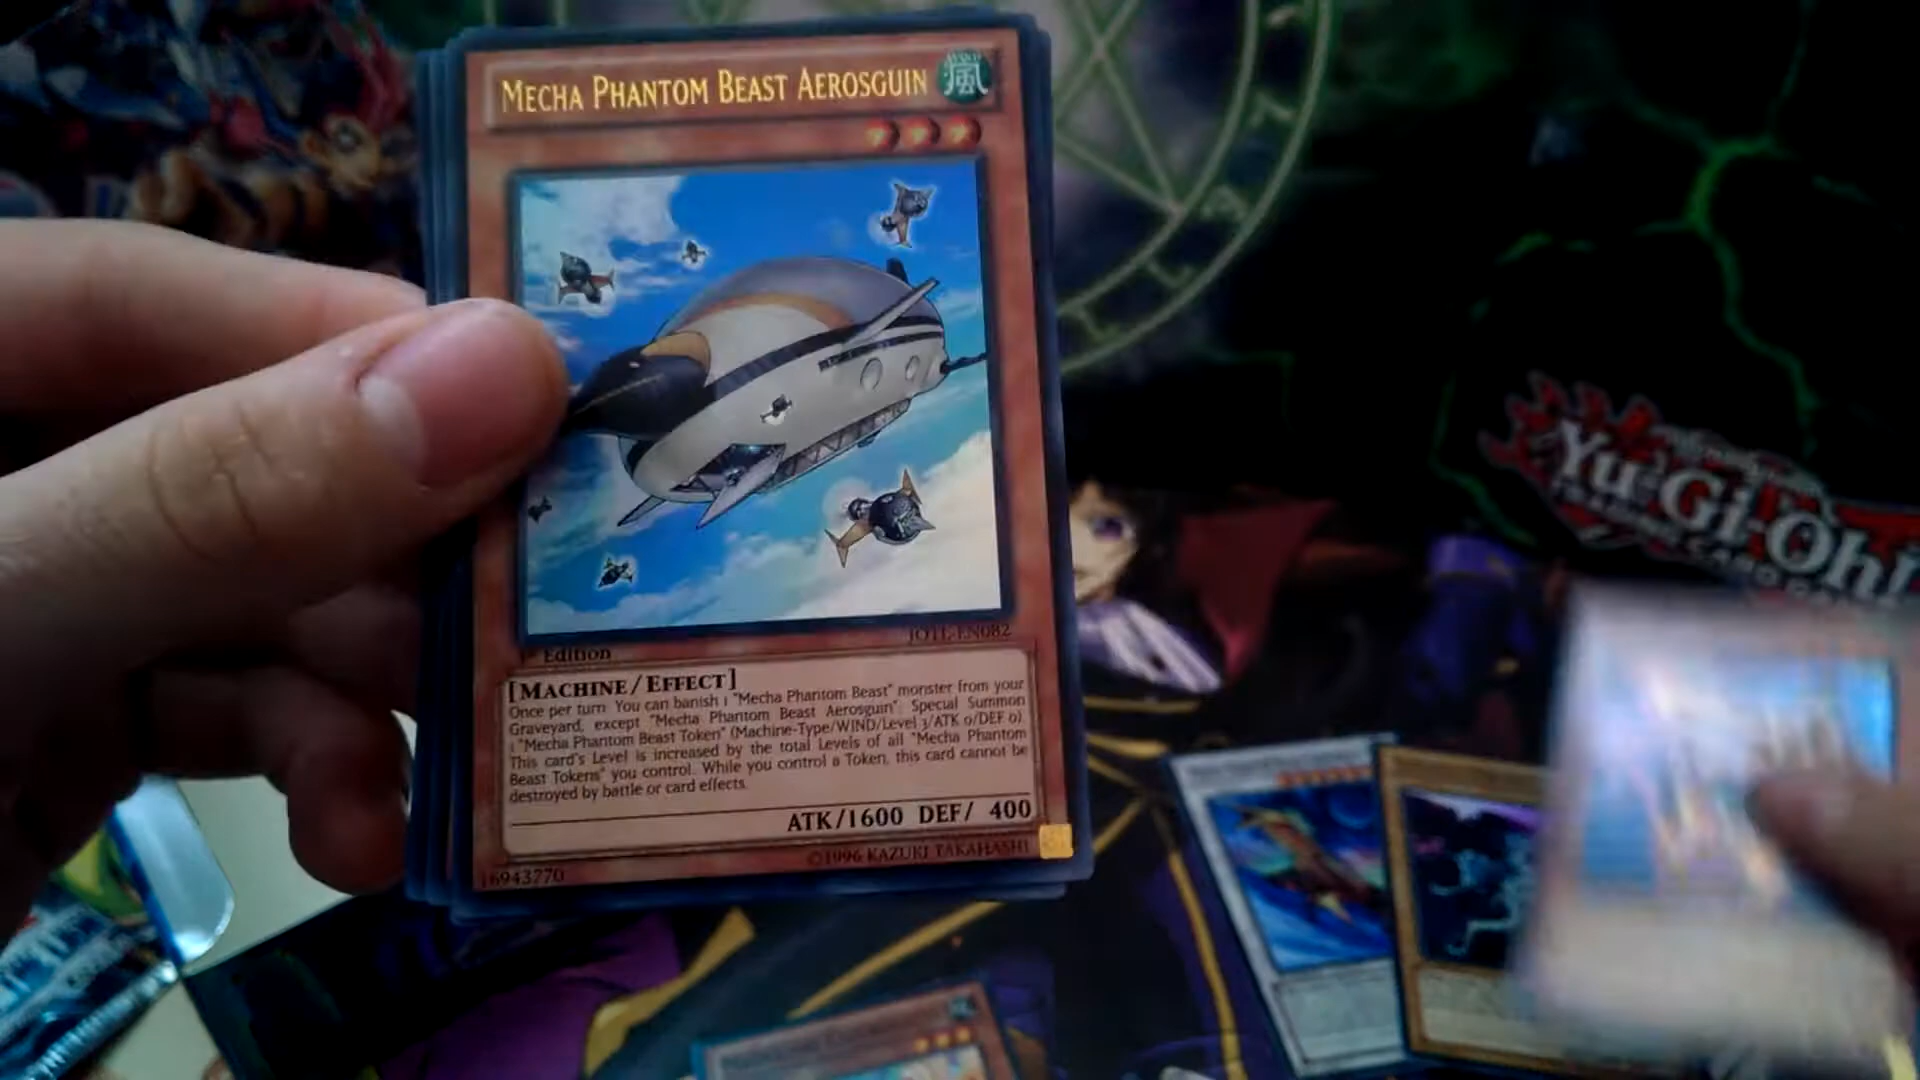 MECHA PHANTOM BEAST AEROSGUIN
WIND
風
JOTL-EN082
1st Edition
[MACHINE/EFFECT]
Once per turn: You can banish 1 "Mecha Phantom Beast" monster from your
Graveyard, except "Mecha Phantom Beast Aerosguin"; Special Summon
1 "Mecha Phantom Beast Token" (Machine-Type/WIND/Level 3/ATK 0/DEF 0).
This card's Level is increased by the total Levels of all "Mecha Phantom
Beast Tokens" you control. While you control a Token, this card cannot be
destroyed by battle or card effects.
ATK/1600 DEF/ 400
16943770
©1996 KAZUKI TAKAHASHI
Yu-Gi-Oh!
TRADING CARD GAME